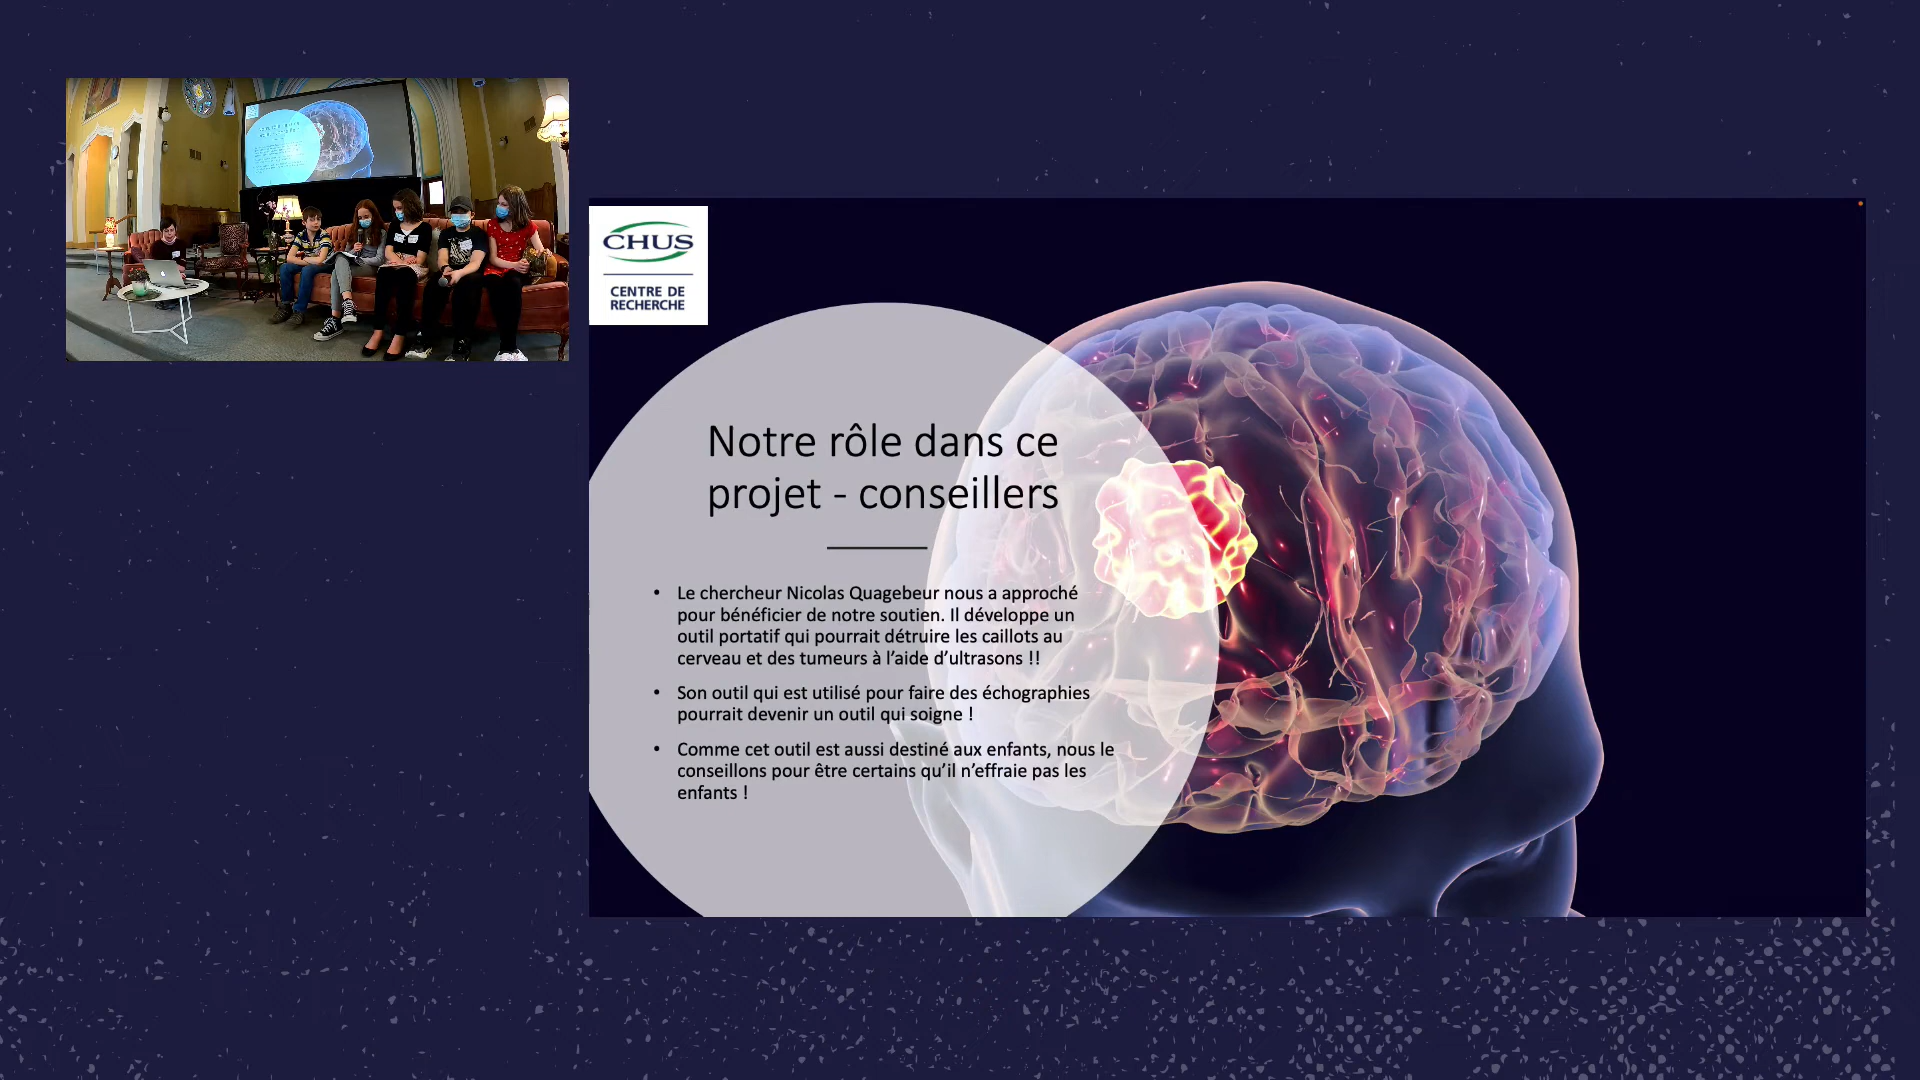 CHUS
CENTRE DE
RECHERCHE
Notre rôle dans ce
projet - conseillers
• Le chercheur Nicolas Quagebeur nous a approché
pour bénéficier de notre soutien. Il développe un
outil portatif qui pourrait détruire les caillots au
cerveau et des tumeurs à l’aide d’ultrasons !!
• Son outil qui est utilisé pour faire des échographies
pourrait devenir un outil qui soigne !
• Comme cet outil est aussi destiné aux enfants, nous le
conseillons pour être certains qu’il n’effraie pas les
enfants !